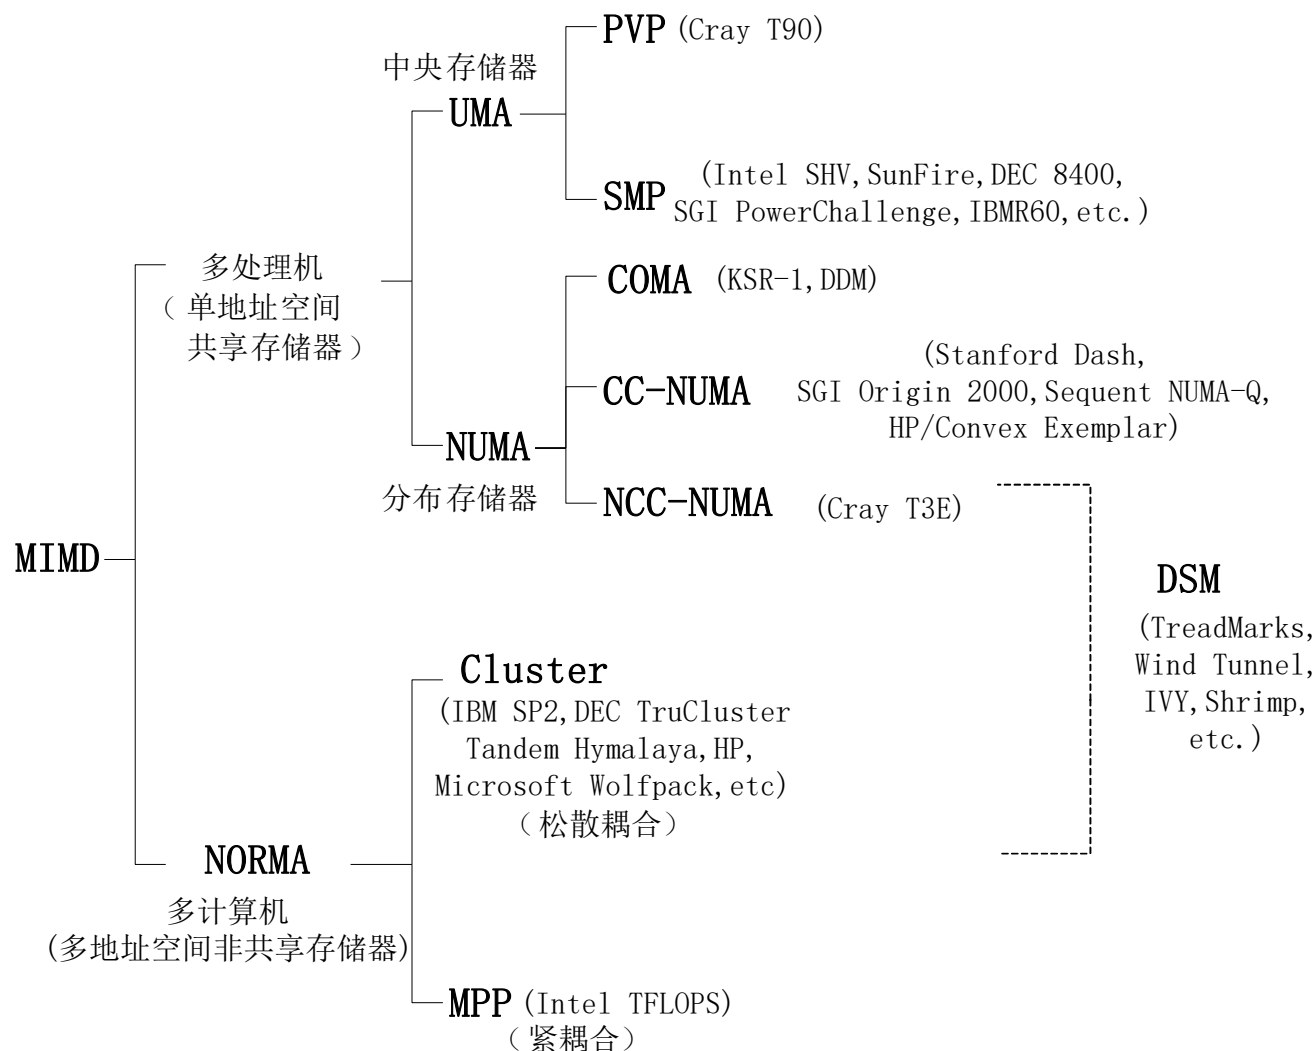 PVP (Cray T90)
中央存储器
UMA
(Intel SHV,SunFire,DEC 8400,
SMP
SGI PowerChallenge,IBMR60,etc.)
多处理机
(单地址空间
共享存储器)
COMA (KSR-1,DDM)
(Stanford Dash,
CC-NUMA
SGI Origin 2000,Sequent NUMA-Q,
HP/Convex Exemplar)
NUMA
分布存储器
NCC-NUMA (Cray T3E)
MIMD
DSM
(TreadMarks,
Wind Tunnel,
IVY,Shrimp,
etc.)
Cluster
(IBM SP2,DEC TruCluster
Tandem Hymalaya,HP,
Microsoft Wolfpack,etc)
(松散耦合)
NORMA
多计算机
(多地址空间非共享存储器)
MPP (Intel TFLOPS)
(紧耦合)